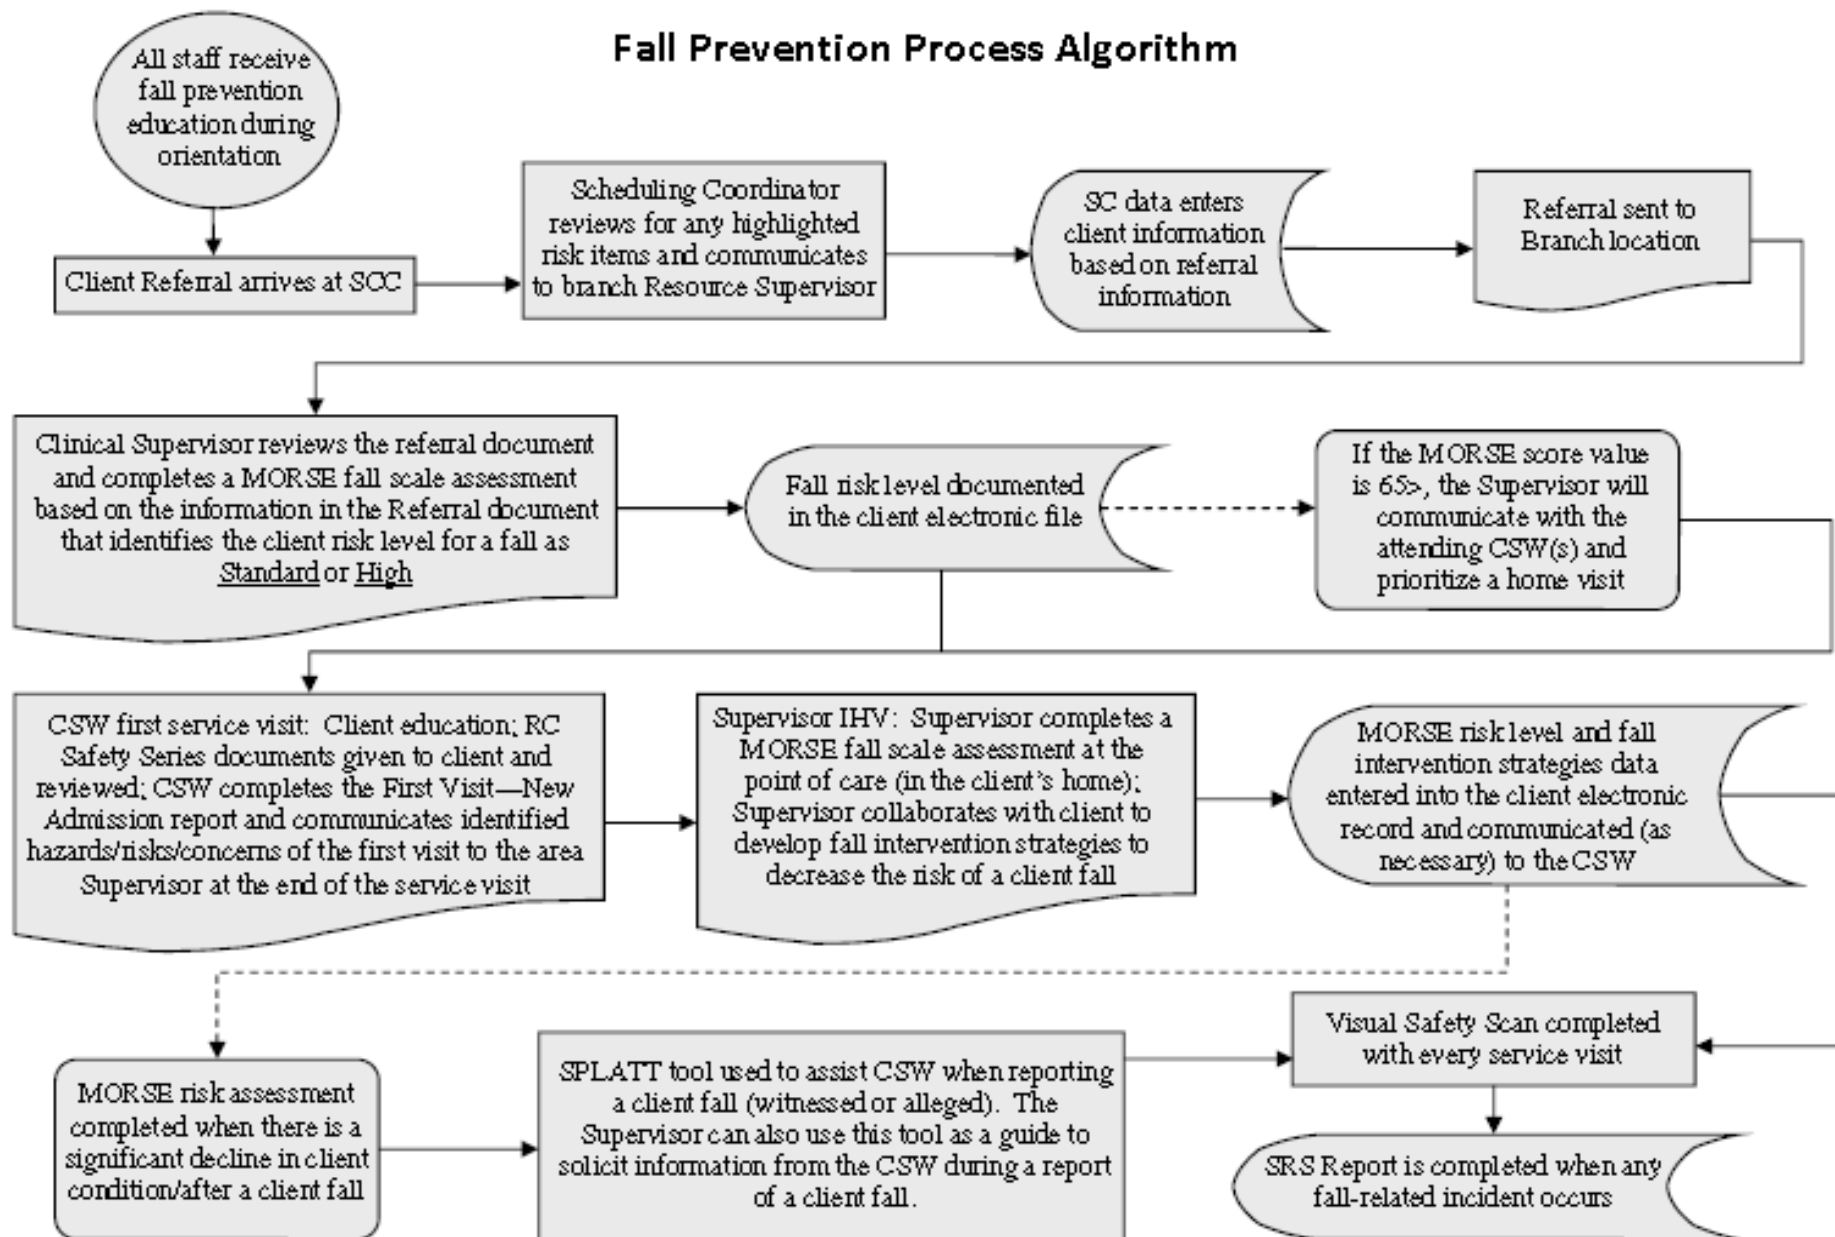 Fall Prevention Process Algorithm
All staff receive
fall prevention
education during
orientation
Client Referral arrives at SCC
Scheduling Coordinator
reviews for any highlighted
risk items and communicates
to branch Resource Supervisor
SC data enters
client information
based on referral
information
Referral sent to
Branch location
Clinical Supervisor reviews the referral document
and completes a MORSE fall scale assessment
based on the information in the Referral document
that identifies the client risk level for a fall as
Standard or High
Fall risk level documented
in the client electronic file
If the MORSE score value
is 65>, the Supervisor will
communicate with the
attending CSW(s) and
prioritize a home visit
CSW first service visit: Client education; RC
Safety Series documents given to client and
reviewed; CSW completes the First Visit—New
Admission report and communicates identified
hazards/risks/concerns of the first visit to the area
Supervisor at the end of the service visit
Supervisor IHV: Supervisor completes a
MORSE fall scale assessment at the
point of care (in the client's home);
Supervisor collaborates with client to
develop fall intervention strategies to
decrease the risk of a client fall
MORSE risk level and fall
intervention strategies data
entered into the client electronic
record and communicated (as
necessary) to the CSW
MORSE risk assessment
completed when there is a
significant decline in client
condition/after a client fall
SPLATT tool used to assist CSW when reporting
a client fall (witnessed or alleged). The
Supervisor can also use this tool as a guide to
solicit information from the CSW during a report
of a client fall.
Visual Safety Scan completed
with every service visit
SRS Report is completed when any
fall-related incident occurs